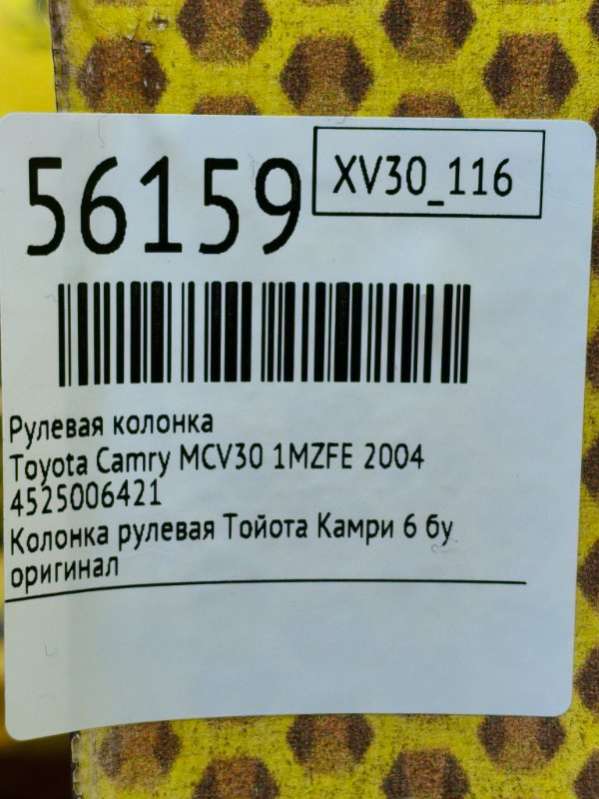 56159
XV30_116
Рулевая колонка
Toyota Camry MCV30 1MZFE 2004
4525006421
Колонка рулевая Тойота Камри 6 бу
оригинал